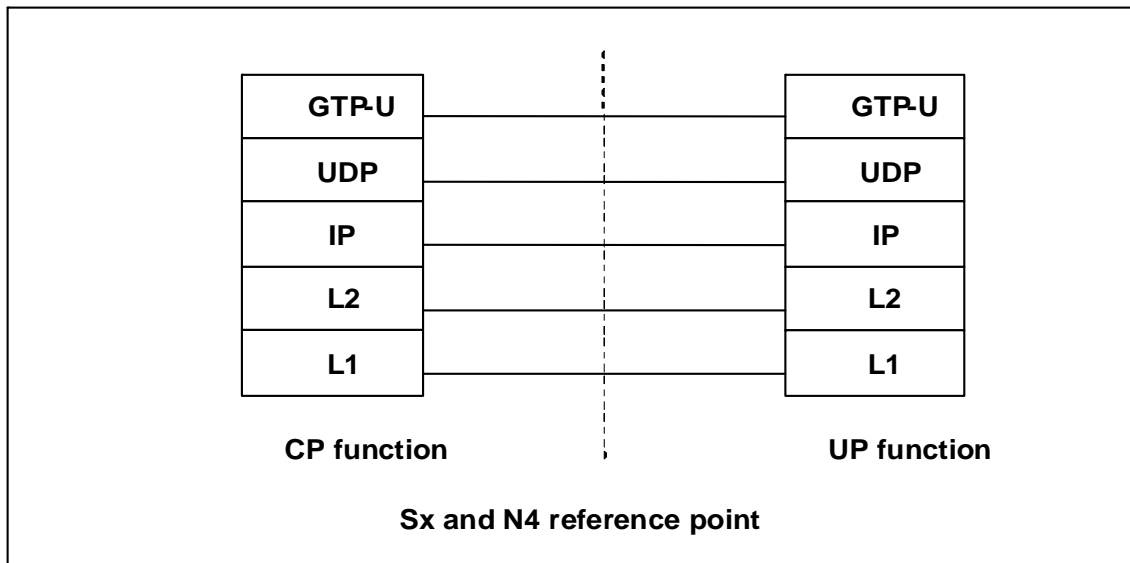 GTP-U GTP-U
UDP UDP
IP IP
L2 L2
L1 L1
CP function UP function
Sx and N4 reference point